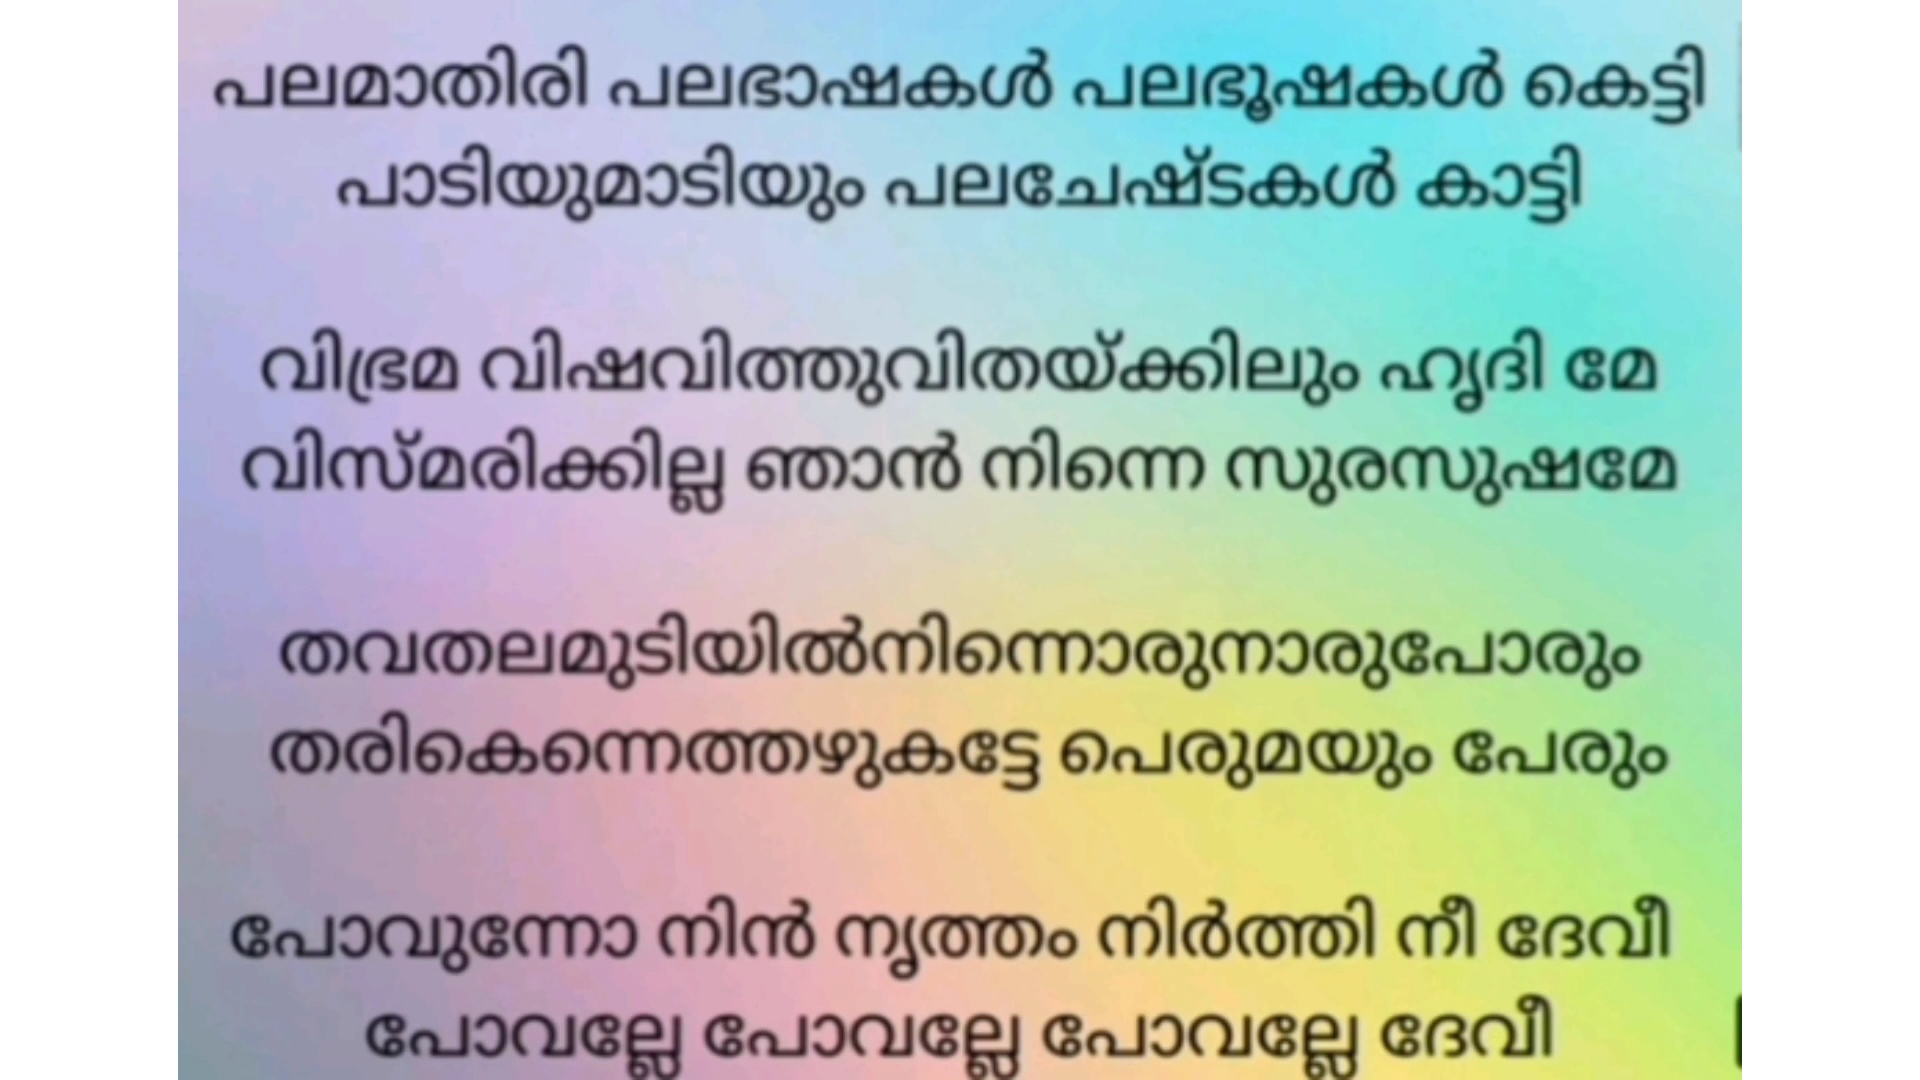 പലമാതിരി പലഭാഷകൾ പലഭൂഷകൾ കെട്ടി
പാടിയുമാടിയും പലചേഷ്ടകൾ കാട്ടി
വിഭ്രമ വിഷവിത്തുവിതയ്ക്കിലും ഹൃദി മേ
വിസ്മരിക്കില്ല ഞാൻ നിന്നെ സുരസുഷമേ
തവതലമുടിയിൽനിന്നൊരുനാരുപോരും
തരികെന്നെത്തഴുകട്ടേ പെരുമയും പേരും
പോവുന്നോ നിൻ നൃത്തം നിർത്തി നീ ദേവീ
പോവല്ലേ പോവല്ലേ പോവല്ലേ ദേവീ